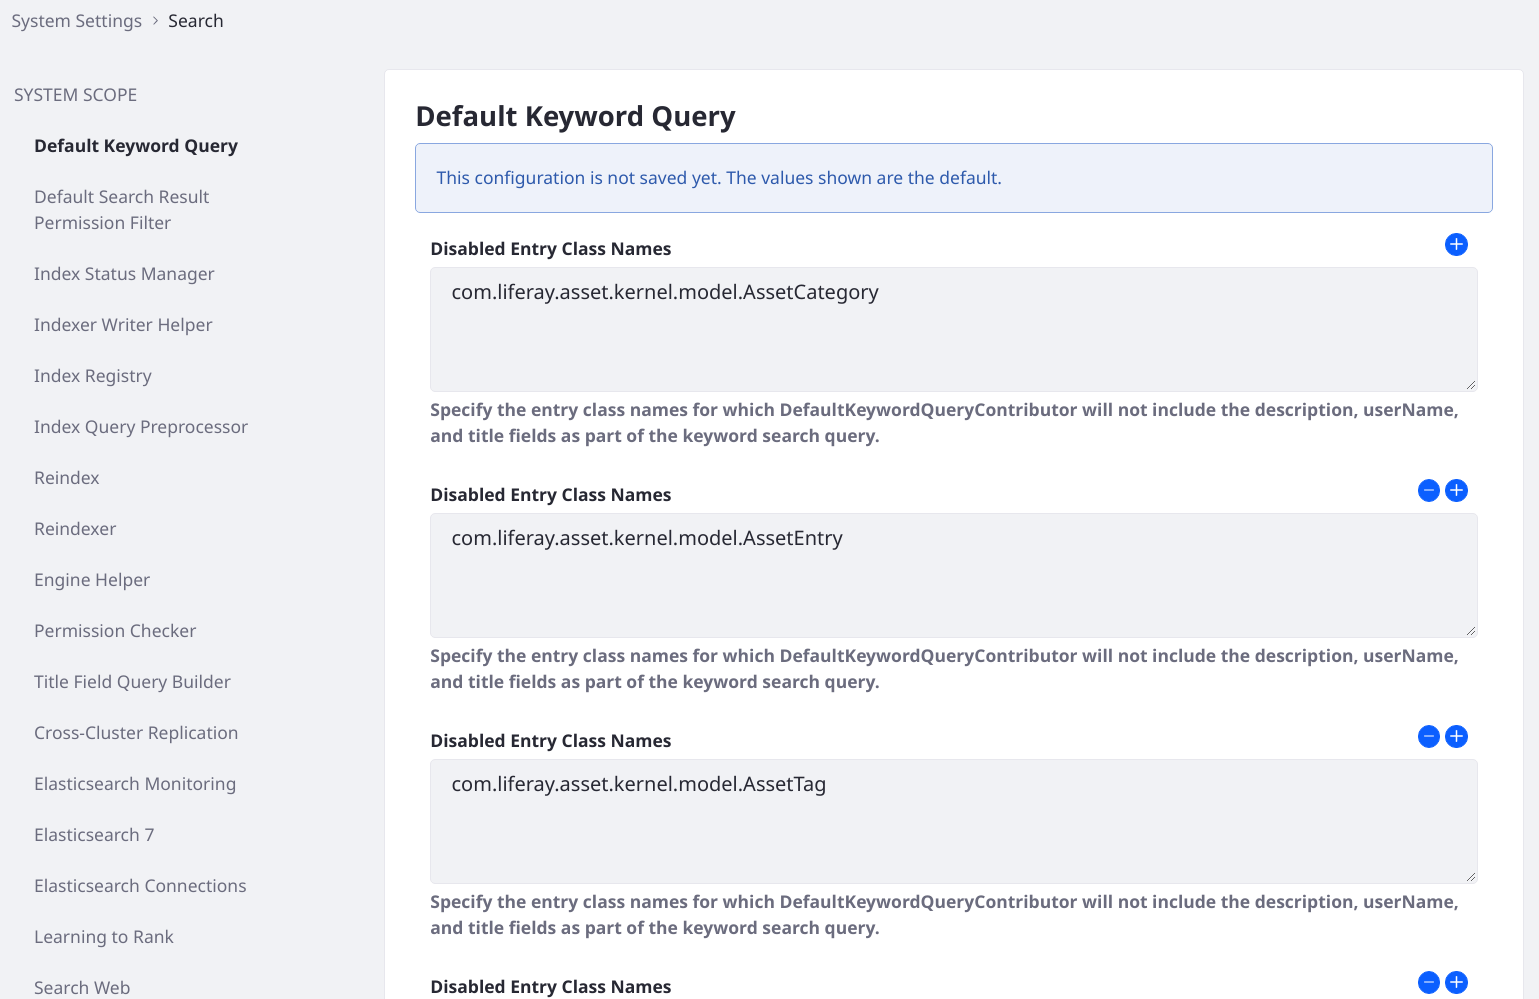 System Settings > Search
SYSTEM SCOPE
Default Keyword Query
Default Search Result
Permission Filter
Index Status Manager
Indexer Writer Helper
Index Registry
Index Query Preprocessor
Reindex
Reindexer
Engine Helper
Permission Checker
Title Field Query Builder
Cross-Cluster Replication
Elasticsearch Monitoring
Elasticsearch 7
Elasticsearch Connections
Learning to Rank
Search Web
Default Keyword Query
This configuration is not saved yet. The values shown are the default.
Disabled Entry Class Names
com.liferay.asset.kernel.model.AssetCategory
Specify the entry class names for which DefaultKeywordQueryContributor will not include the description, userName,
and title fields as part of the keyword search query.
Disabled Entry Class Names
com.liferay.asset.kernel.model.AssetEntry
Specify the entry class names for which DefaultKeywordQueryContributor will not include the description, userName,
and title fields as part of the keyword search query.
Disabled Entry Class Names
com.liferay.asset.kernel.model.AssetTag
Specify the entry class names for which DefaultKeywordQueryContributor will not include the description, userName,
and title fields as part of the keyword search query.
Disabled Entry Class Names